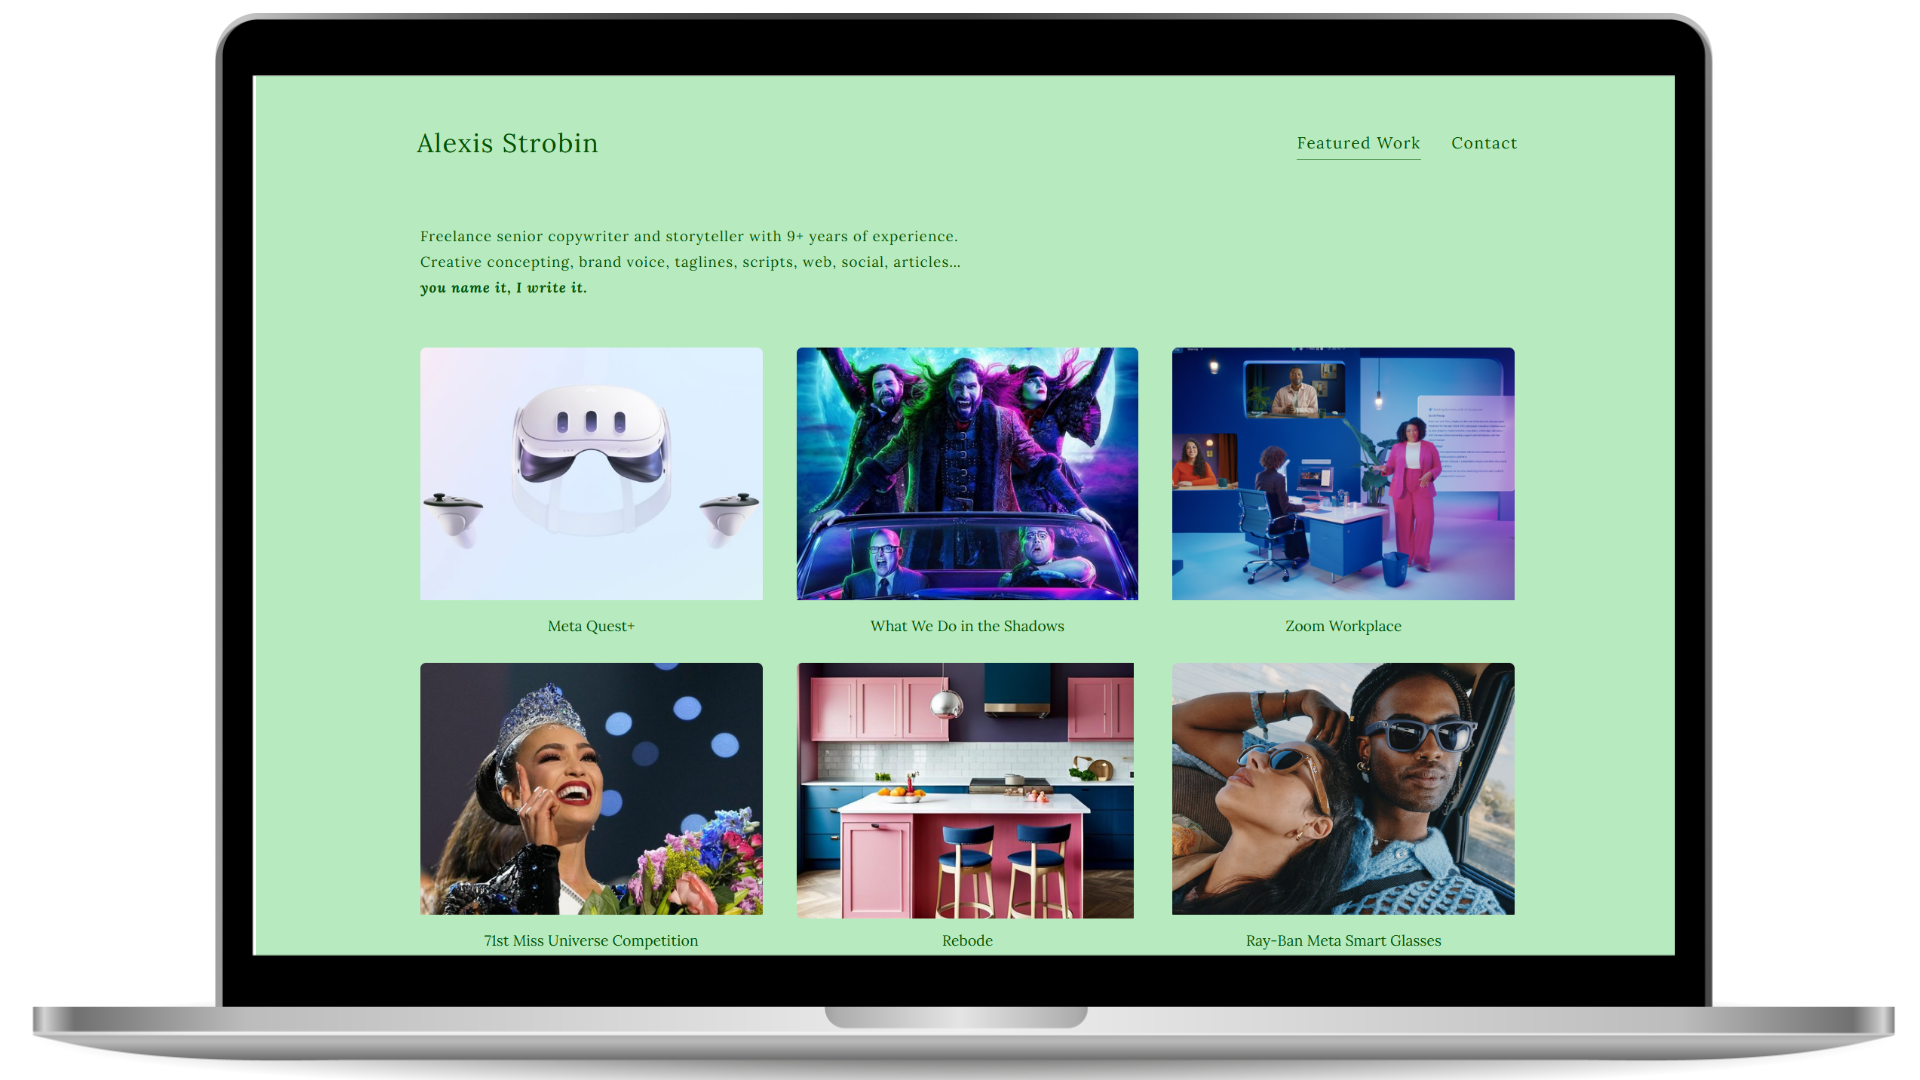 Alexis Strobin
Featured Work
Contact
Freelance senior copywriter and storyteller with 9+ years of experience.
Creative concepting, brand voice, taglines, scripts, web, social, articles...
you name it, I write it.
Meta Quest+
What We Do in the Shadows
Zoom Workplace
71st Miss Universe Competition
Rebode
Ray-Ban Meta Smart Glasses